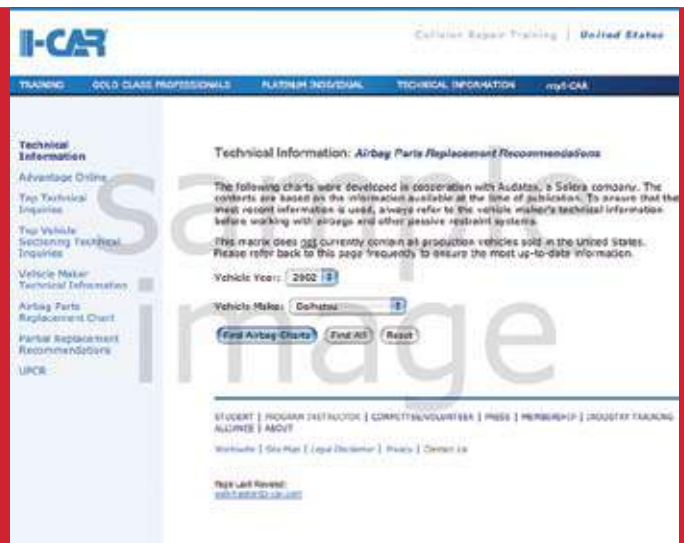 I-CAR
Collision Repair Training | United States
TRAINING GOLD CLASS PROFESSIONALS PLATINUM INDIVIDUAL TECHNICAL INFORMATION myI-CAR
Technical
Information
Advantage Online
Top Technical
Inquiries
Top Vehicle
Sectioning Technical
Inquiries
Vehicle Maker
Technical Information
Airbag Parts
Replacement Chart
Partial Replacement
Recommendations
UPCR
Technical Information: Airbag Parts Replacement Recommendations
The following charts were developed in cooperation with Audatex, a Solera company. The
contents are based on the information available at the time of publication. To ensure that the
most recent information is used, always refer to the vehicle maker's technical information
before working with airbags and other passive restraint systems.
This matrix does not currently contain all production vehicles sold in the United States.
Please refer back to this page frequently to ensure the most up-to-date information.
Vehicle Year: 2002
Vehicle Make: Daihatsu
Find Airbag Charts Find All Reset
sample
image
STUDENT | PROGRAM INSTRUCTOR | COMMITTEE/VOLUNTEER | PRESS | MEMBERSHIP | INDUSTRY TRAINING
ALLIANCE | ABOUT
Worldwide | Site Map | Legal Disclaimer | Privacy | Contact Us
Page Last Revised: